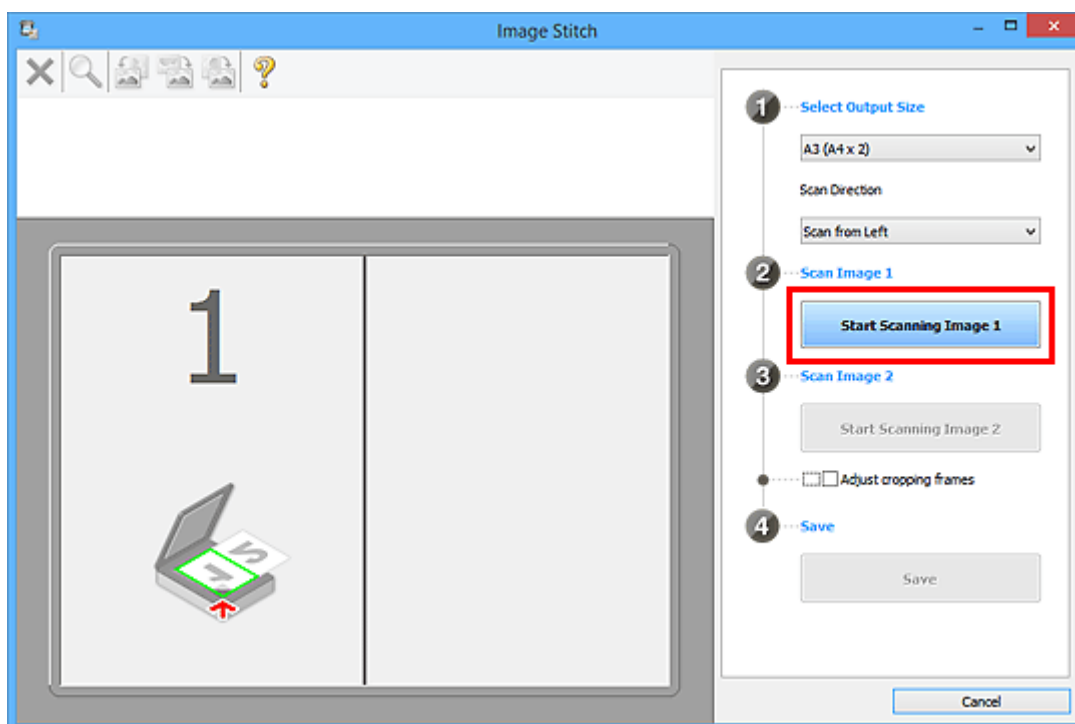 Image Stitch
1
Select Output Size
A3 (A4 x 2)
Scan Direction
Scan from Left
2
Scan Image 1
Start Scanning Image 1
3
Scan Image 2
Start Scanning Image 2
Adjust cropping frames
4
Save
Save
Cancel
1